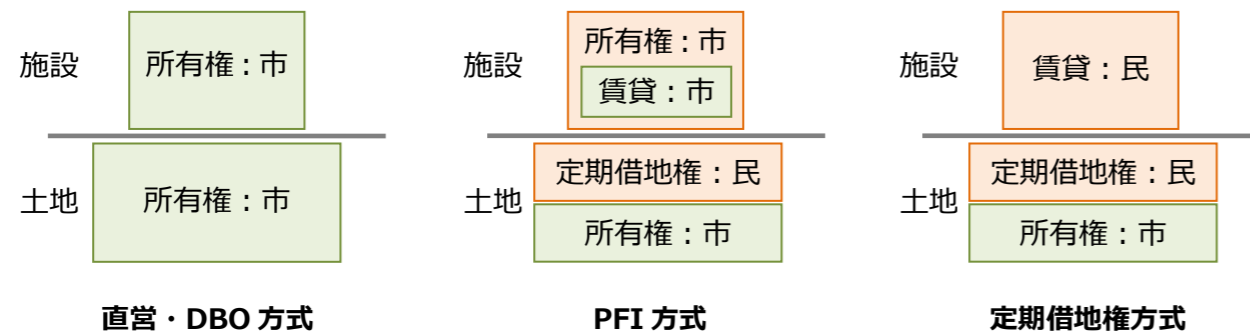 施設
所有権：市
土地
所有権：市
直営・DBO 方式
施設
所有権：市
賃貸：市
土地
定期借地権：民
所有権：市
PFI 方式
施設
賃貸：民
土地
定期借地権：民
所有権：市
定期借地権方式